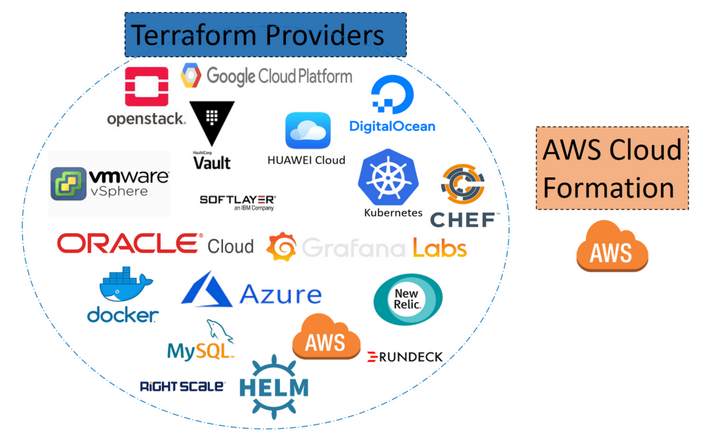 Terraform Providers
openstack.
Google Cloud Platform
DigitalOcean
HashiCorp
Vault
HUAWEI Cloud
vmware
vSphere
SOFTLAYER
an IBM Company
Kubernetes
CHEF
AWS Cloud
Formation
AWS
ORACLE Cloud
Grafana Labs
docker
Azure
New
Relic.
MySQL
AWS
RUNDECK
RIGHTSCALE
HELM